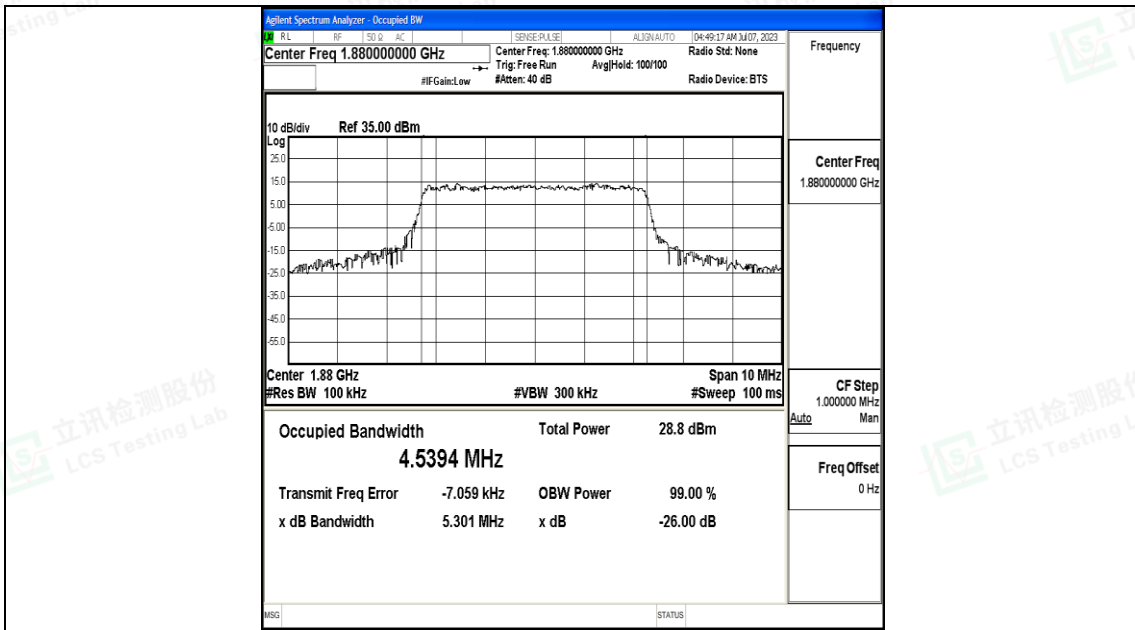 Agilent Spectrum Analyzer - Occupied BW
RL RF 50 Ω AC SENSE:PULSE ALIGN AUTO 04:49:17 AM Jul 07, 2023
Center Freq 1.880000000 GHz
Center Freq: 1.880000000 GHz
Radio Std: None
Trig: Free Run Avg|Hold: 100/100
#IFGain:Low #Atten: 40 dB Radio Device: BTS
Frequency
10 dB/div Ref 35.00 dBm
Log
25.0
15.0
5.00
-5.00
-15.0
-25.0
-35.0
-45.0
-55.0
Center 1.88 GHz Span 10 MHz
#Res BW 100 kHz #VBW 300 kHz #Sweep 100 ms
Center Freq
1.880000000 GHz
CF Step
1.000000 MHz
Auto Man
Freq Offset
0 Hz
Occupied Bandwidth Total Power 28.8 dBm
4.5394 MHz
Transmit Freq Error -7.059 kHz OBW Power 99.00 %
x dB Bandwidth 5.301 MHz x dB -26.00 dB
MSG STATUS
立讯检测股份
LCS Testing Lab